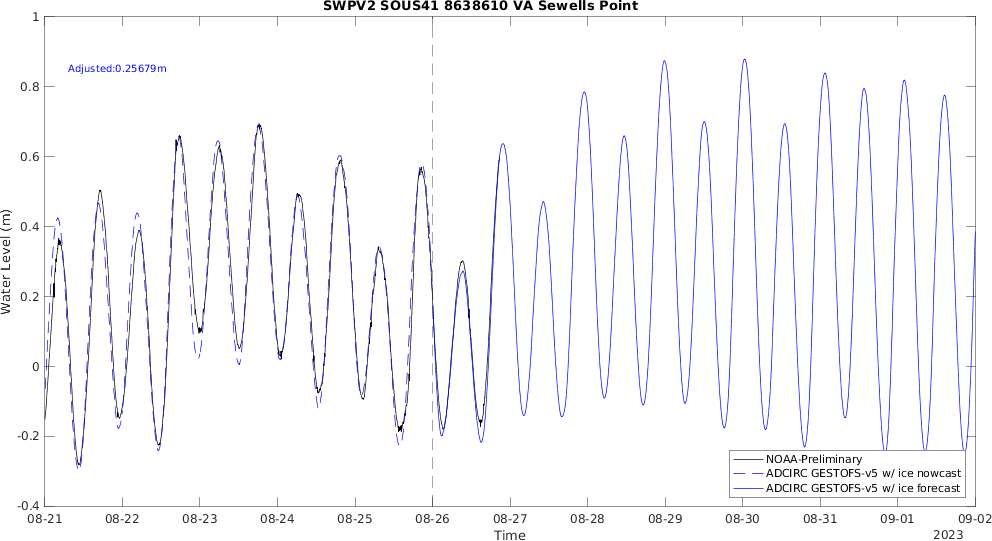 SWPV2 SOUS41 8638610 VA Sewells Point
Adjusted:0.25679m
Water Level (m)
1
0.8
0.6
0.4
0.2
0
-0.2
-0.4
NOAA-Preliminary
ADCIRC GESTOFS-v5 w/ ice nowcast
ADCIRC GESTOFS-v5 w/ ice forecast
08-21 08-22 08-23 08-24 08-25 08-26 08-27 08-28 08-29 08-30 08-31 09-01 09-02
Time
2023